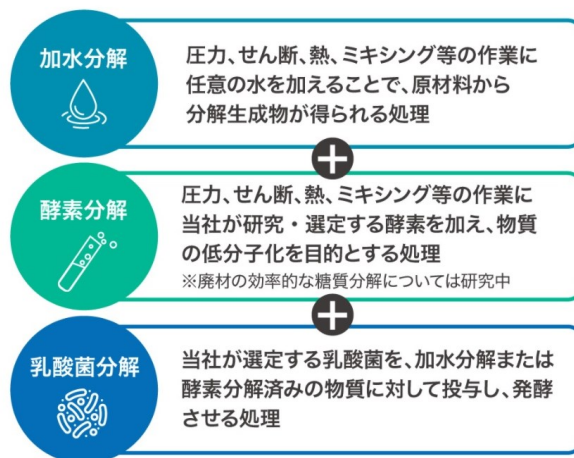 加水分解
圧力、せん断、熱、ミキシング等の作業に
任意の水を加えることで、原材料から
分解生成物が得られる処理
酵素分解
圧力、せん断、熱、ミキシング等の作業に
当社が研究・選定する酵素を加え、物質
の低分子化を目的とする処理
※廃材の効率的な糖質分解については研究中
乳酸菌分解
当社が選定する乳酸菌を、加水分解または
酵素分解済みの物質に対して投与し、発酵
させる処理